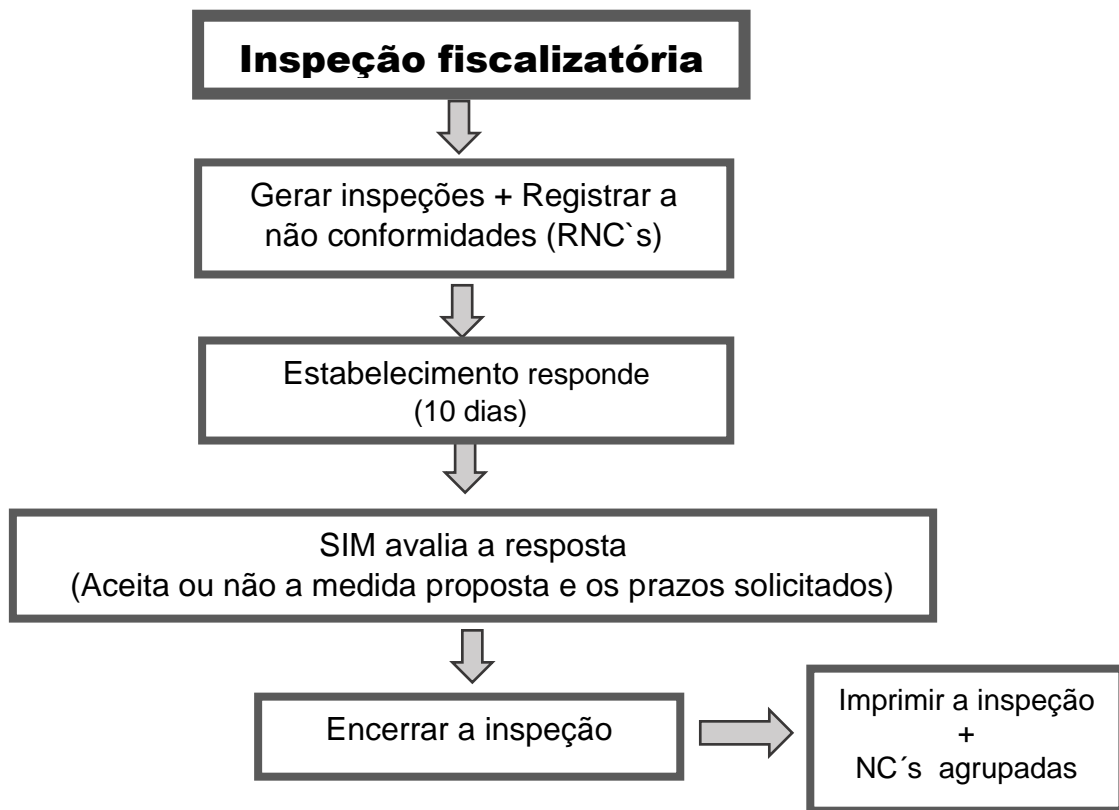 Inspeção fiscalizatória
Gerar inspeções + Registrar a
não conformidades (RNC`s)
Estabelecimento responde
(10 dias)
SIM avalia a resposta
(Aceita ou não a medida proposta e os prazos solicitados)
Encerrar a inspeção
Imprimir a inspeção
+
NC´s agrupadas